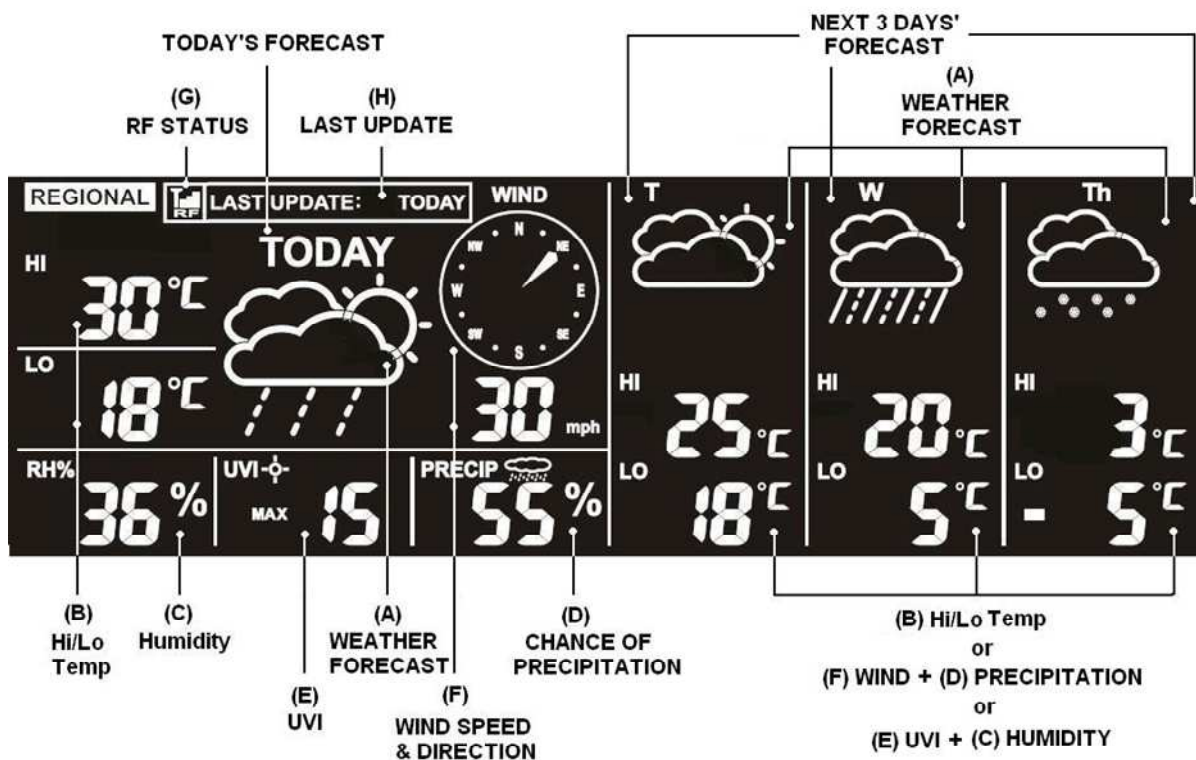 NEXT 3 DAYS'
FORECAST
TODAY'S FORECAST
(A)
WEATHER
FORECAST
(G)
RF STATUS
(H)
LAST UPDATE
REGIONAL
RF
LAST UPDATE: TODAY
WIND
T
W
Th
TODAY
N
NE
E
SE
S
SW
W
NW
HI
30°C
LO
18°C
30 mph
HI
25°C
LO
18°C
HI
20°C
LO
5°C
HI
3°C
LO
- 5°C
RH%
36%
UVI
MAX 15
PRECIP
55%
(B)
Hi/Lo
Temp
(C)
Humidity
(A)
WEATHER
FORECAST
(D)
CHANCE OF
PRECIPITATION
(E)
UVI
(F)
WIND SPEED
& DIRECTION
(B) Hi/Lo Temp
or
(F) WIND + (D) PRECIPITATION
or
(E) UVI + (C) HUMIDITY